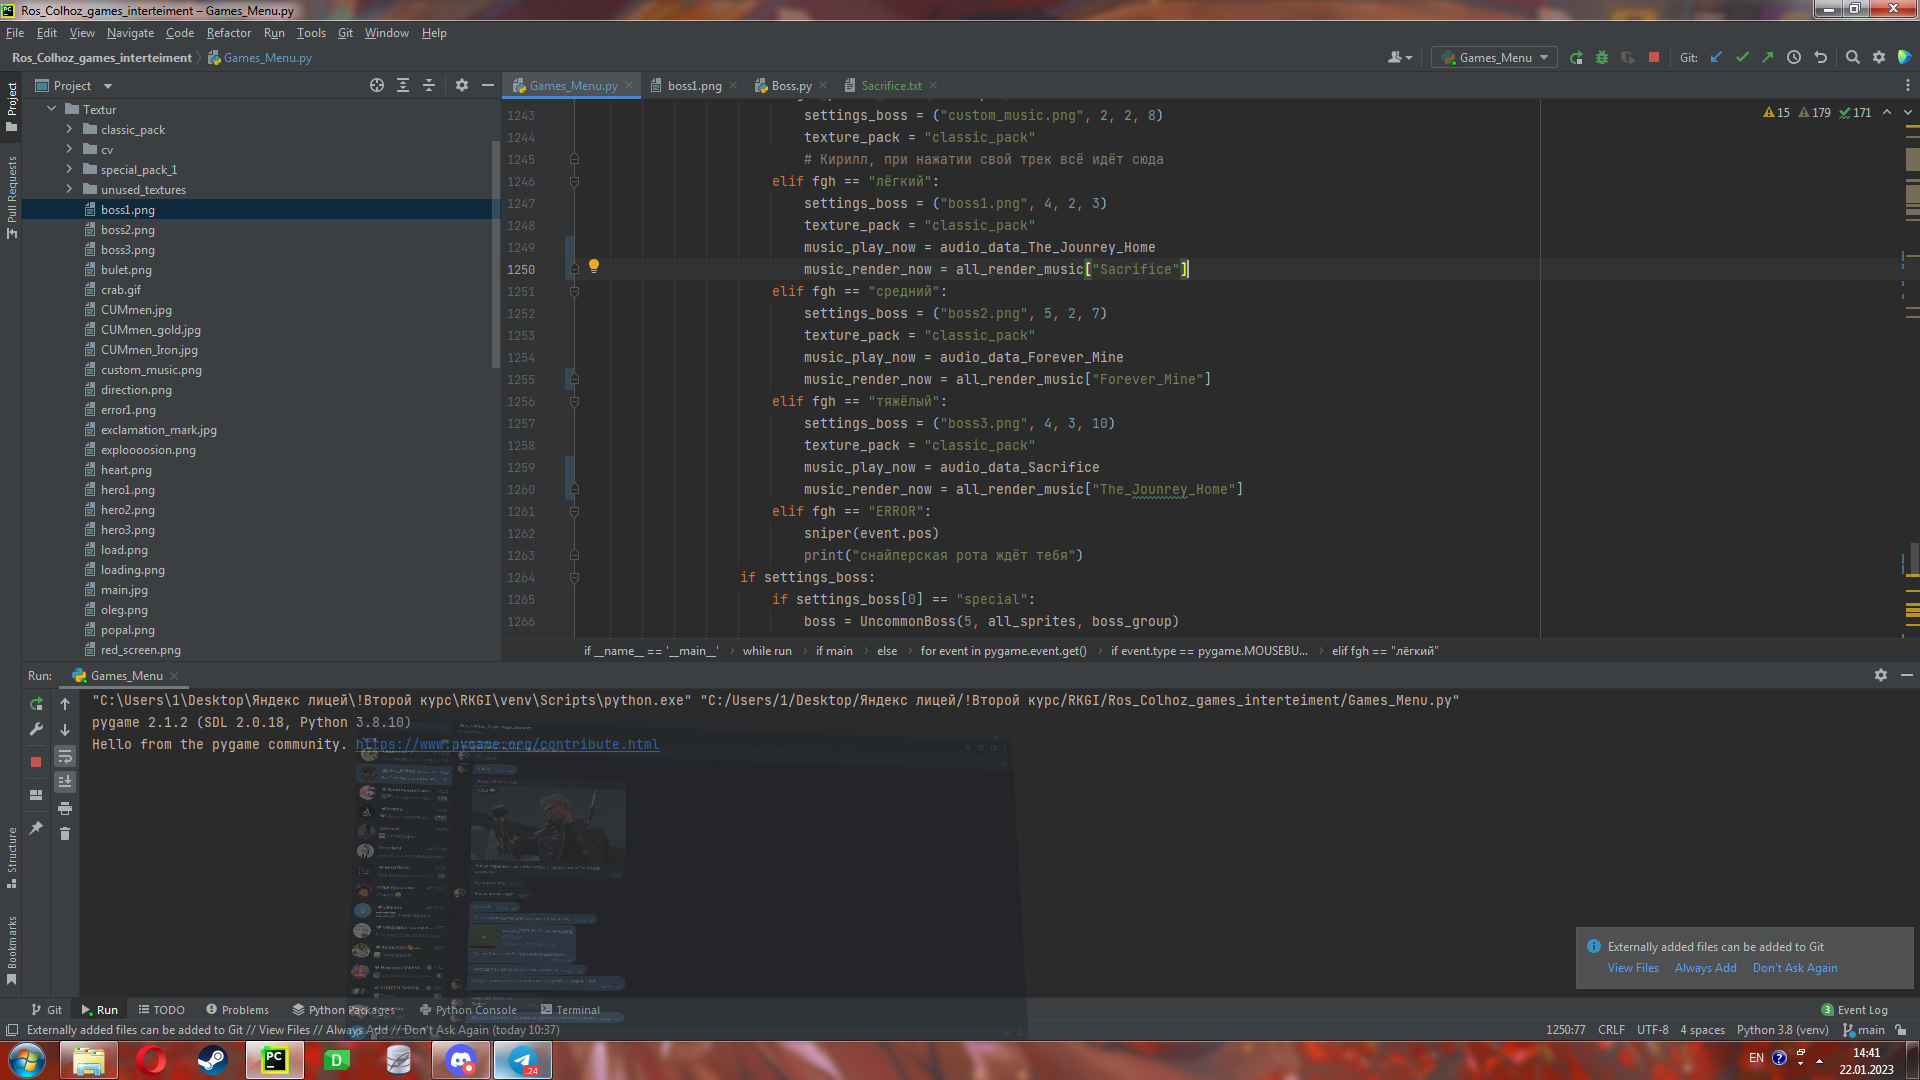 Ros_Colhoz_games_interteiment – Games_Menu.py
File Edit View Navigate Code Refactor Run Tools Git Window Help
Ros_Colhoz_games_interteiment Games_Menu.py
Games_Menu Git:
Project
Games_Menu.py boss1.png Boss.py Sacrifice.txt
Project
Pull Requests
Textur
classic_pack
cv
special_pack_1
unused_textures
boss1.png
boss2.png
boss3.png
bulet.png
crab.gif
CUMmen.jpg
CUMmen_gold.jpg
CUMmen_Iron.jpg
custom_music.png
direction.png
error1.png
exclamation_mark.jpg
exploooosion.png
heart.png
hero1.png
hero2.png
hero3.png
load.png
loading.png
main.jpg
oleg.png
popal.png
red_screen.png
15 179 171
1243 settings_boss = ("custom_music.png", 2, 2, 8)
1244 texture_pack = "classic_pack"
1245 # Кирилл, при нажатии свой трек всё идёт сюда
1246 elif fgh == "лёгкий":
1247 settings_boss = ("boss1.png", 4, 2, 3)
1248 texture_pack = "classic_pack"
1249 music_play_now = audio_data_The_Jounrey_Home
1250 music_render_now = all_render_music["Sacrifice"]
1251 elif fgh == "средний":
1252 settings_boss = ("boss2.png", 5, 2, 7)
1253 texture_pack = "classic_pack"
1254 music_play_now = audio_data_Forever_Mine
1255 music_render_now = all_render_music["Forever_Mine"]
1256 elif fgh == "тяжёлый":
1257 settings_boss = ("boss3.png", 4, 3, 10)
1258 texture_pack = "classic_pack"
1259 music_play_now = audio_data_Sacrifice
1260 music_render_now = all_render_music["The_Jounrey_Home"]
1261 elif fgh == "ERROR":
1262 sniper(event.pos)
1263 print("снайперская рота ждёт тебя")
1264 if settings_boss:
1265 if settings_boss[0] == "special":
1266 boss = UncommonBoss(5, all_sprites, boss_group)
if __name__ == '__main__' while run if main else for event in pygame.event.get() if event.type == pygame.MOUSEBU... elif fgh == "лёгкий"
Run: Games_Menu
"C:\Users\1\Desktop\Яндекс лицей\!Второй курс\RKGI\venv\Scripts\python.exe" "C:/Users/1/Desktop/Яндекс лицей/!Второй курс/RKGI/Ros_Colhoz_games_interteiment/Games_Menu.py"
pygame 2.1.2 (SDL 2.0.18, Python 3.8.10)
Hello from the pygame community. https://www.pygame.org/contribute.html
Structure
Bookmarks
Externally added files can be added to Git
View Files Always Add Don't Ask Again
Git Run TODO Problems Python Packages Python Console Terminal 3 Event Log
Externally added files can be added to Git // View Files // Always Add // Don't Ask Again (today 10:37) 1250:77 CRLF UTF-8 4 spaces Python 3.8 (venv) main
PC
D
24
EN
14:41
22.01.2023